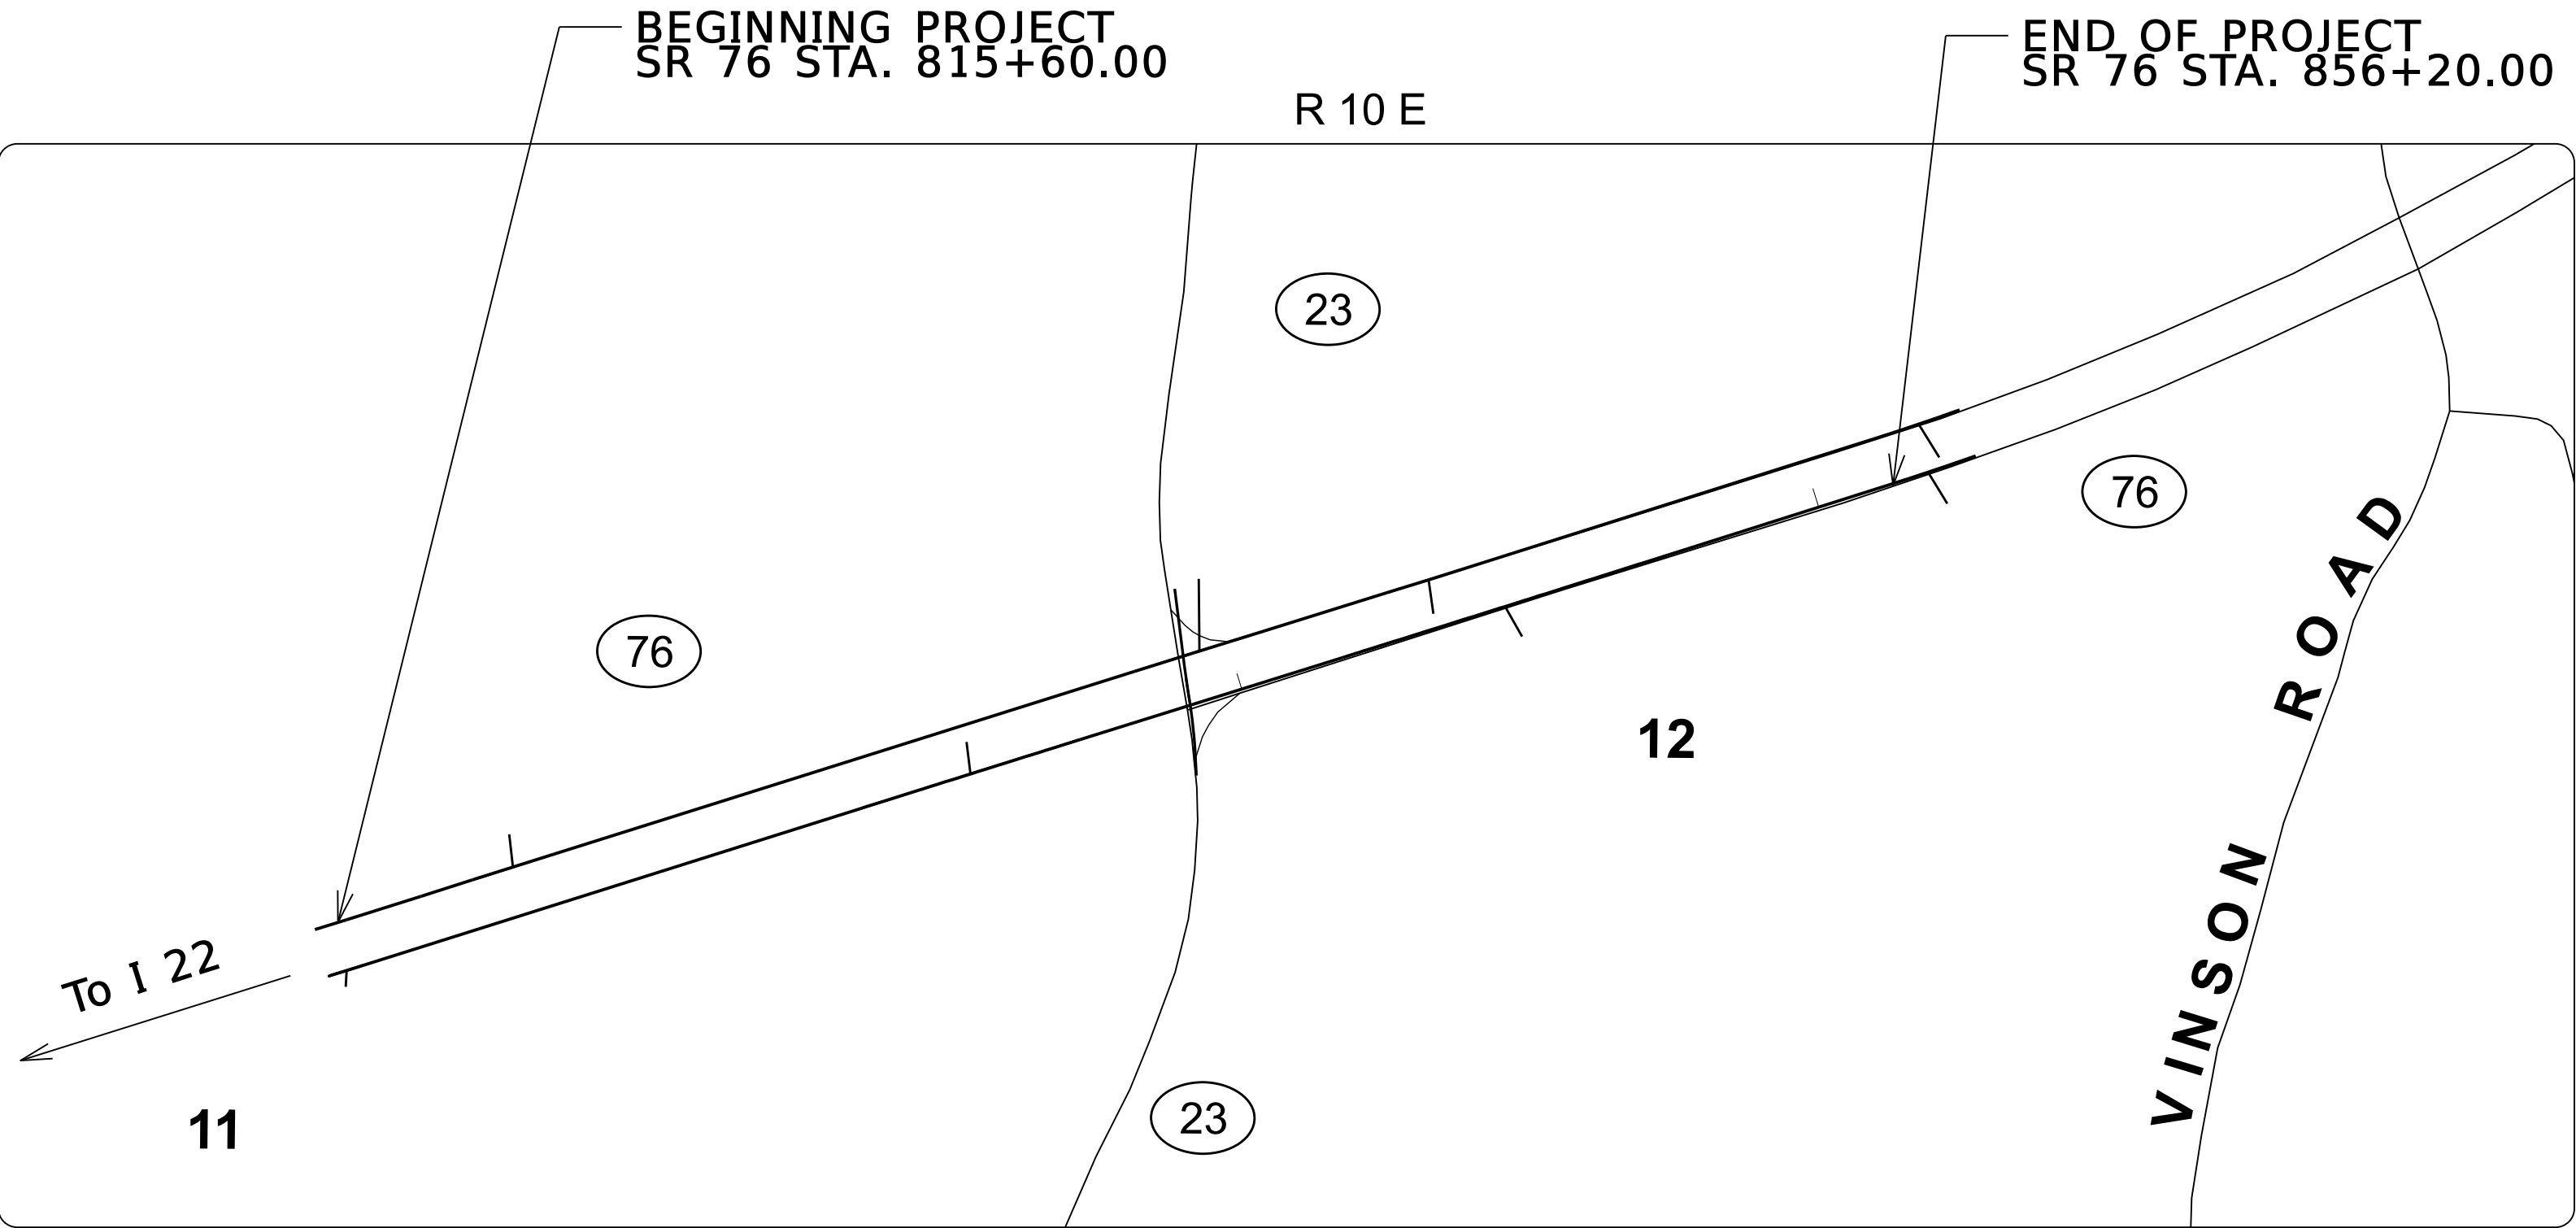 BEGINNING PROJECT
SR 76 STA. 815+60.00
END OF PROJECT
SR 76 STA. 856+20.00
R 10 E
23
76
76
12
VINSON ROAD
To I 22
11
23